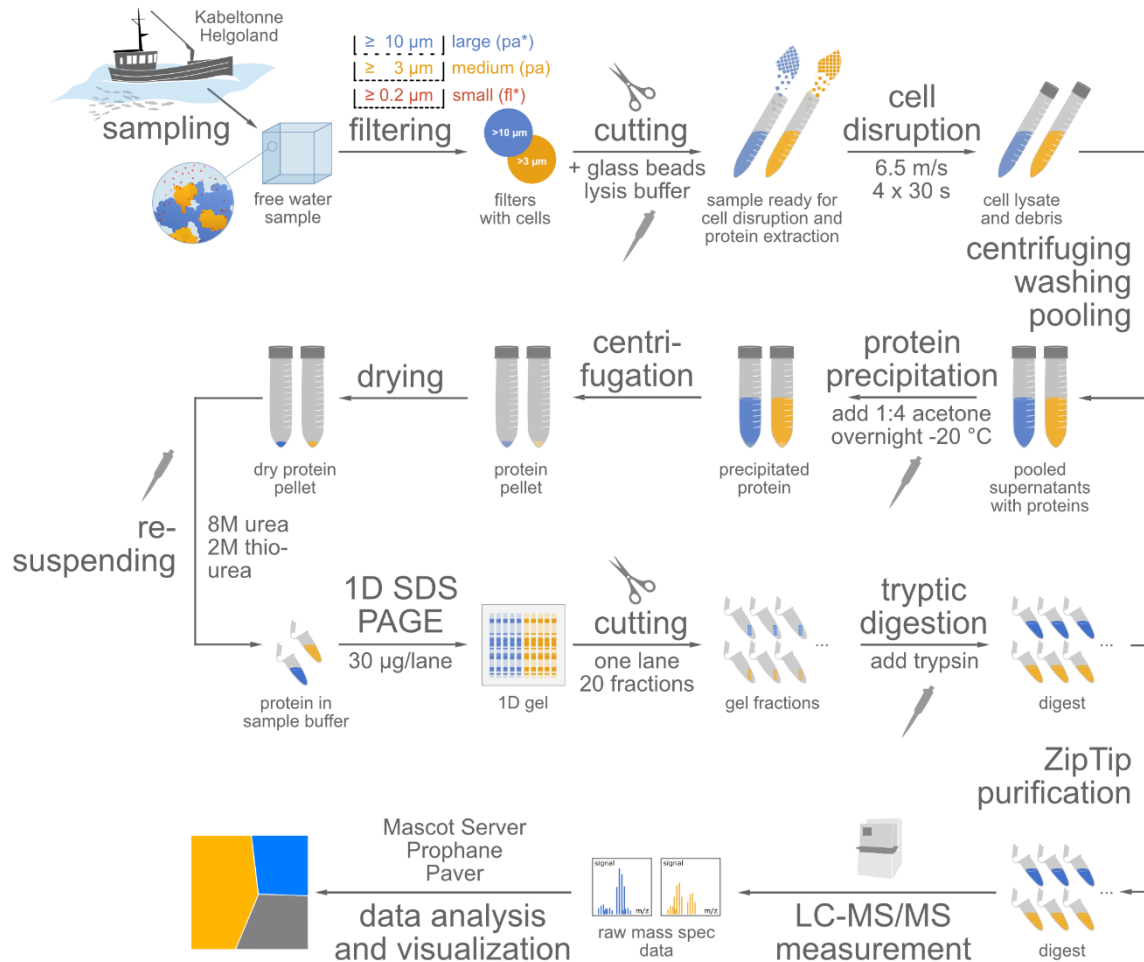 Kabeltonne
Helgoland
sampling
free water
sample
≥ 10 µm large (pa*)
≥ 3 µm medium (pa)
≥ 0.2 µm small (fl*)
filtering
>10 µm
>3 µm
filters
with cells
cutting
+ glass beads
lysis buffer
sample ready for
cell disruption and
protein extraction
cell
disruption
6.5 m/s
4 x 30 s
cell lysate
and debris
centrifuging
washing
pooling
pooled
supernatants
with proteins
protein
precipitation
add 1:4 acetone
overnight -20 °C
precipitated
protein
centri-
fugation
protein
pellet
drying
dry protein
pellet
re-
suspending
8M urea
2M thio-
urea
protein in
sample buffer
1D SDS
PAGE
30 µg/lane
1D gel
cutting
one lane
20 fractions
...
gel fractions
tryptic
digestion
add trypsin
...
digest
ZipTip
purification
...
digest
LC-MS/MS
measurement
signal
m/z
signal
m/z
raw mass spec
data
Mascot Server
Prophane
Paver
data analysis
and visualization